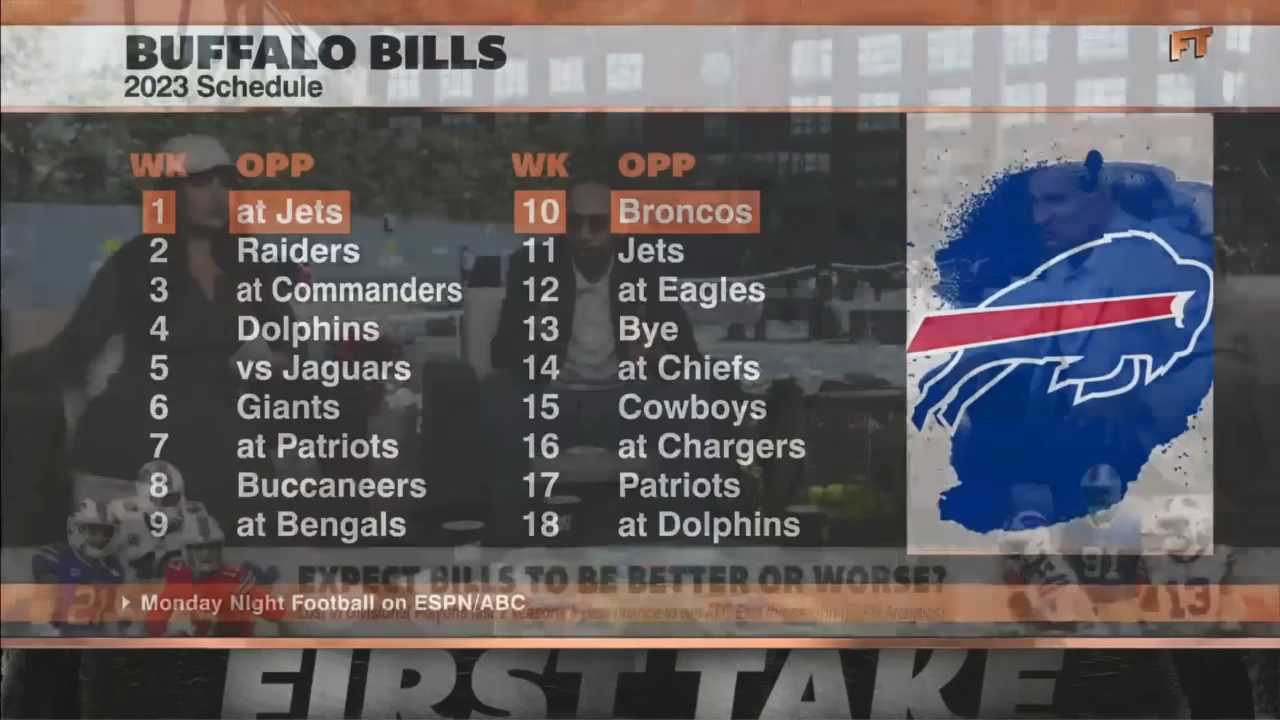 BUFFALO BILLS
2023 Schedule
FT
WK OPP
1 at Jets
2 Raiders
3 at Commanders
4 Dolphins
5 vs Jaguars
6 Giants
7 at Patriots
8 Buccaneers
9 at Bengals
WK OPP
10 Broncos
11 Jets
12 at Eagles
13 Bye
14 at Chiefs
15 Cowboys
16 at Chargers
17 Patriots
18 at Dolphins
EXPECT BILLS TO BE BETTER OR WORSE?
Monday NIght Football on ESPN/ABC
21
91
13
FIRST TAKE